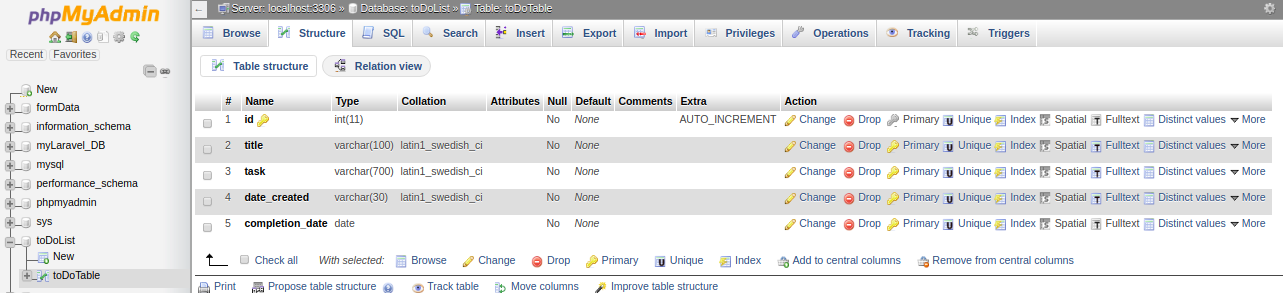 phpMyAdmin
Recent Favorites
New
formData
information_schema
myLaravel_DB
mysql
performance_schema
phpmyadmin
sys
toDoList
New
toDoTable
Server: localhost:3306 » Database: toDoList » Table: toDoTable
Browse Structure SQL Search Insert Export Import Privileges Operations Tracking Triggers
Table structure Relation view
# Name Type Collation Attributes Null Default Comments Extra Action
1 id int(11) No None AUTO_INCREMENT Change Drop Primary Unique Index Spatial Fulltext Distinct values More
2 title varchar(100) latin1_swedish_ci No None Change Drop Primary Unique Index Spatial Fulltext Distinct values More
3 task varchar(700) latin1_swedish_ci No None Change Drop Primary Unique Index Spatial Fulltext Distinct values More
4 date_created varchar(30) latin1_swedish_ci No None Change Drop Primary Unique Index Spatial Fulltext Distinct values More
5 completion_date date No None Change Drop Primary Unique Index Spatial Fulltext Distinct values More
Check all With selected: Browse Change Drop Primary Unique Index Add to central columns Remove from central columns
Print Propose table structure Track table Move columns Improve table structure